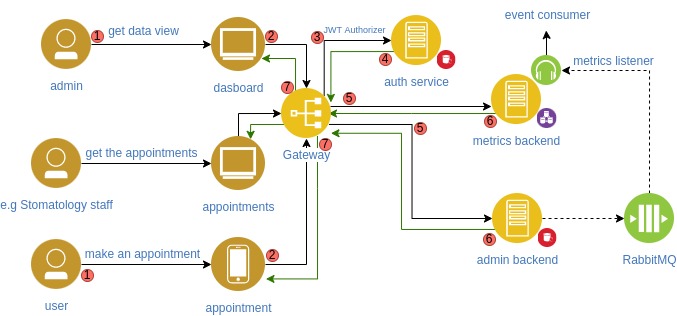 event consumer
1
get data view
2
3
JWT Authorizer
4
metrics listener
admin
dasboard
auth service
7
5
6
5
metrics backend
get the appointments
Gateway
7
e.g Stomatology staff
appointments
make an appointment
2
6
admin backend
RabbitMQ
1
user
appointment